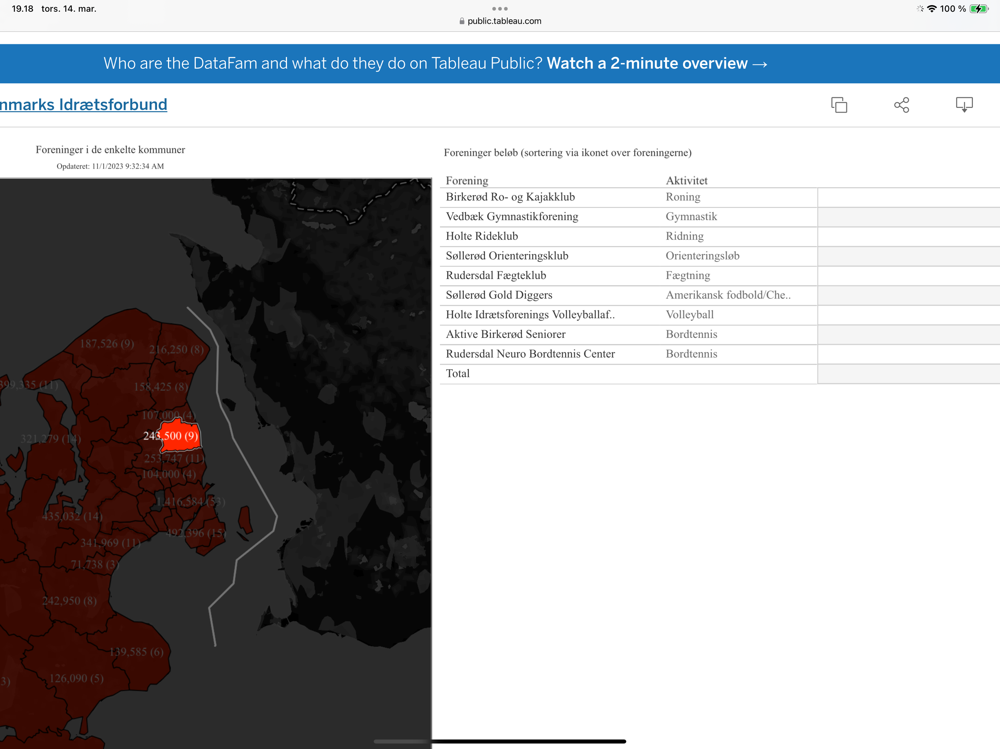 19.18 tors. 14. mar.
100 %
public.tableau.com
Who are the DataFam and what do they do on Tableau Public? Watch a 2-minute overview →
nmarks Idrætsforbund
Foreninger i de enkelte kommuner
Opdateret: 11/1/2023 9:32:34 AM
187,526 (9)
216,250 (8)
399,335 (11)
158,425 (8)
107,000 (4)
243,500 (9)
321,279 (14)
253,747 (11)
104,000 (4)
1,416,584 (53)
435,032 (14)
492,396 (15)
341,969 (11)
71,738 (3)
242,950 (8)
139,585 (6)
126,090 (5)
3)
Foreninger beløb (sortering via ikonet over foreningerne)
Forening Aktivitet
Birkerød Ro- og Kajakklub Roning
Vedbæk Gymnastikforening Gymnastik
Holte Rideklub Ridning
Søllerød Orienteringsklub Orienteringsløb
Rudersdal Fægteklub Fægtning
Søllerød Gold Diggers Amerikansk fodbold/Che..
Holte Idrætsforenings Volleyballaf.. Volleyball
Aktive Birkerød Seniorer Bordtennis
Rudersdal Neuro Bordtennis Center Bordtennis
Total